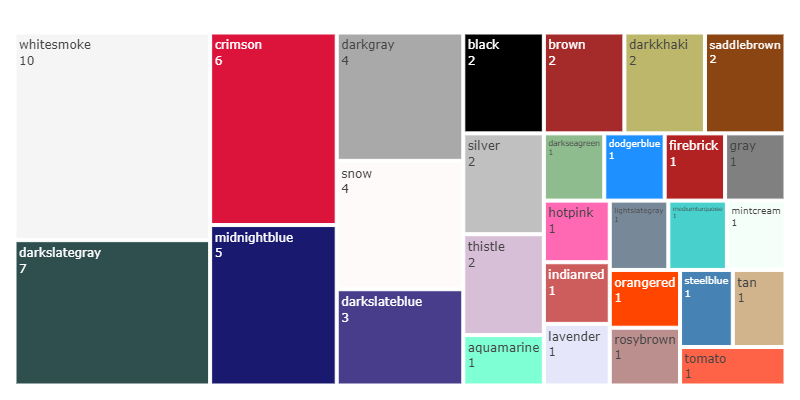 whitesmoke
10
darkslategray
7
crimson
6
midnightblue
5
darkgray
4
snow
4
darkslateblue
3
black
2
silver
2
thistle
2
aquamarine
1
brown
2
darkkhaki
2
saddlebrown
2
darkseagreen
1
dodgerblue
1
firebrick
1
gray
1
hotpink
1
indianred
1
lavender
1
lightslategray
1
mediumturquoise
1
mintcream
1
orangered
1
rosybrown
1
steelblue
1
tan
1
tomato
1